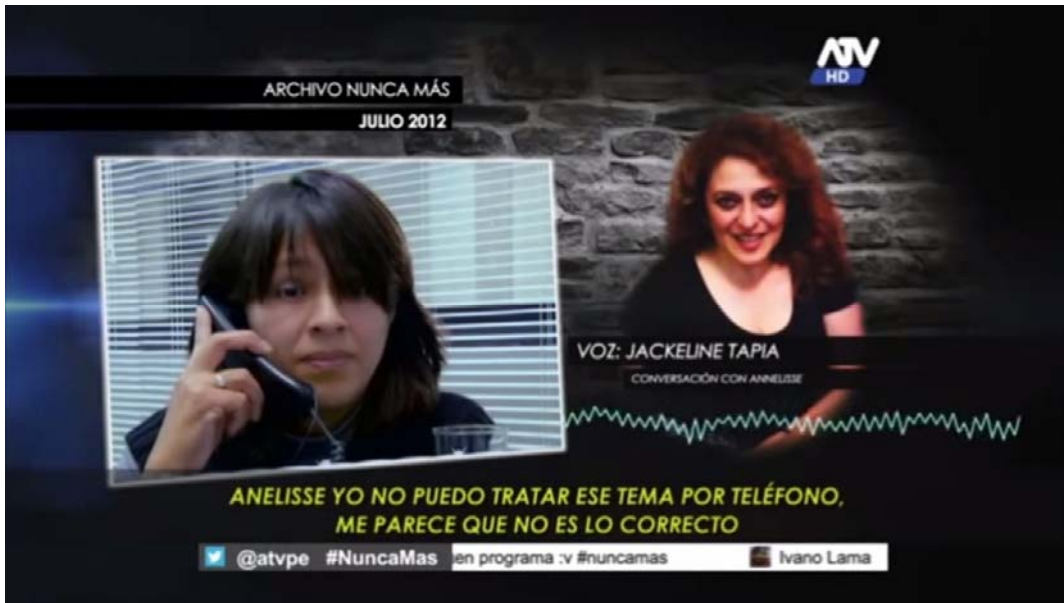 ATV
HD
ARCHIVO NUNCA MÁS
JULIO 2012
VOZ: JACKELINE TAPIA
CONVERSACIÓN CON ANNELISSE
ANELISSE YO NO PUEDO TRATAR ESE TEMA POR TELÉFONO,
ME PARECE QUE NO ES LO CORRECTO
@atvpe #NuncaMas en programa :v #nuncamas Ivano Lama